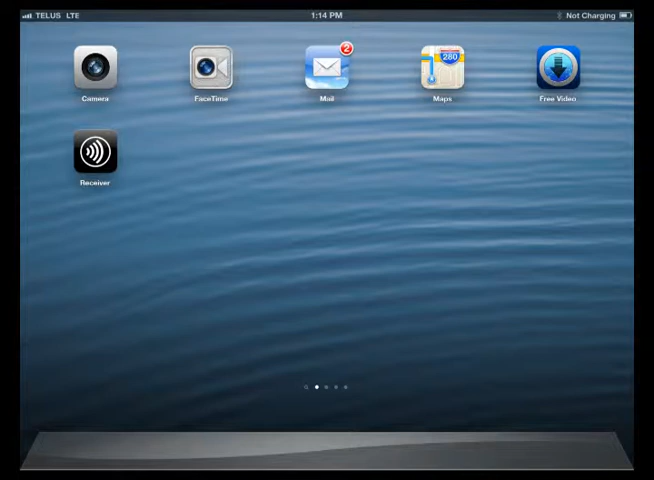 TELUS LTE 1:14 PM Not Charging
2
280
Camera FaceTime Mail Maps Free Video
Receiver